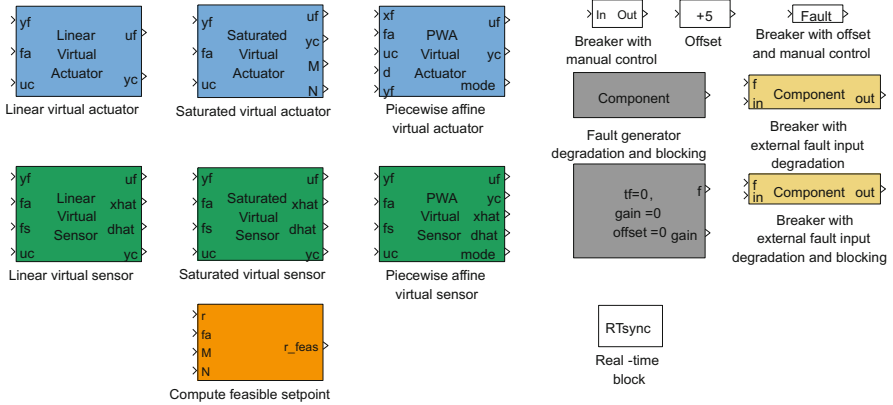 yf
fa
uc
Linear
Virtual
Actuator
uf
yc
Linear virtual actuator
yf
fa
uc
Saturated
Virtual
Actuator
uf
yc
M
N
Saturated virtual actuator
xf
fa
uc
d
yf
PWA
Virtual
Actuator
uf
mode
Piecewise affine
virtual actuator
In Out
Breaker with
manual control
+5
Offset
Fault
Breaker with offset
and manual control
Component
Fault generator
degradation and blocking
f
in
Component
out
Breaker with
external fault input
degradation
yf
fa
fs
uc
Linear
Virtual
Sensor
uf
xhat
dhat
yc
Linear virtual sensor
yf
fa
fs
uc
Saturated
Virtual
Sensor
uf
xhat
dhat
yc
Saturated virtual sensor
yf
fa
fs
uc
PWA
Virtual
Sensor
uf
yc
xhat
dhat
mode
Piecewise affine
virtual sensor
tf=0,
gain =0
offset =0
f
gain
f
in
Component
out
Breaker with
external fault input
degradation and blocking
r
fa
M
N
r_feas
Compute feasible setpoint
RTsync
Real -time
block